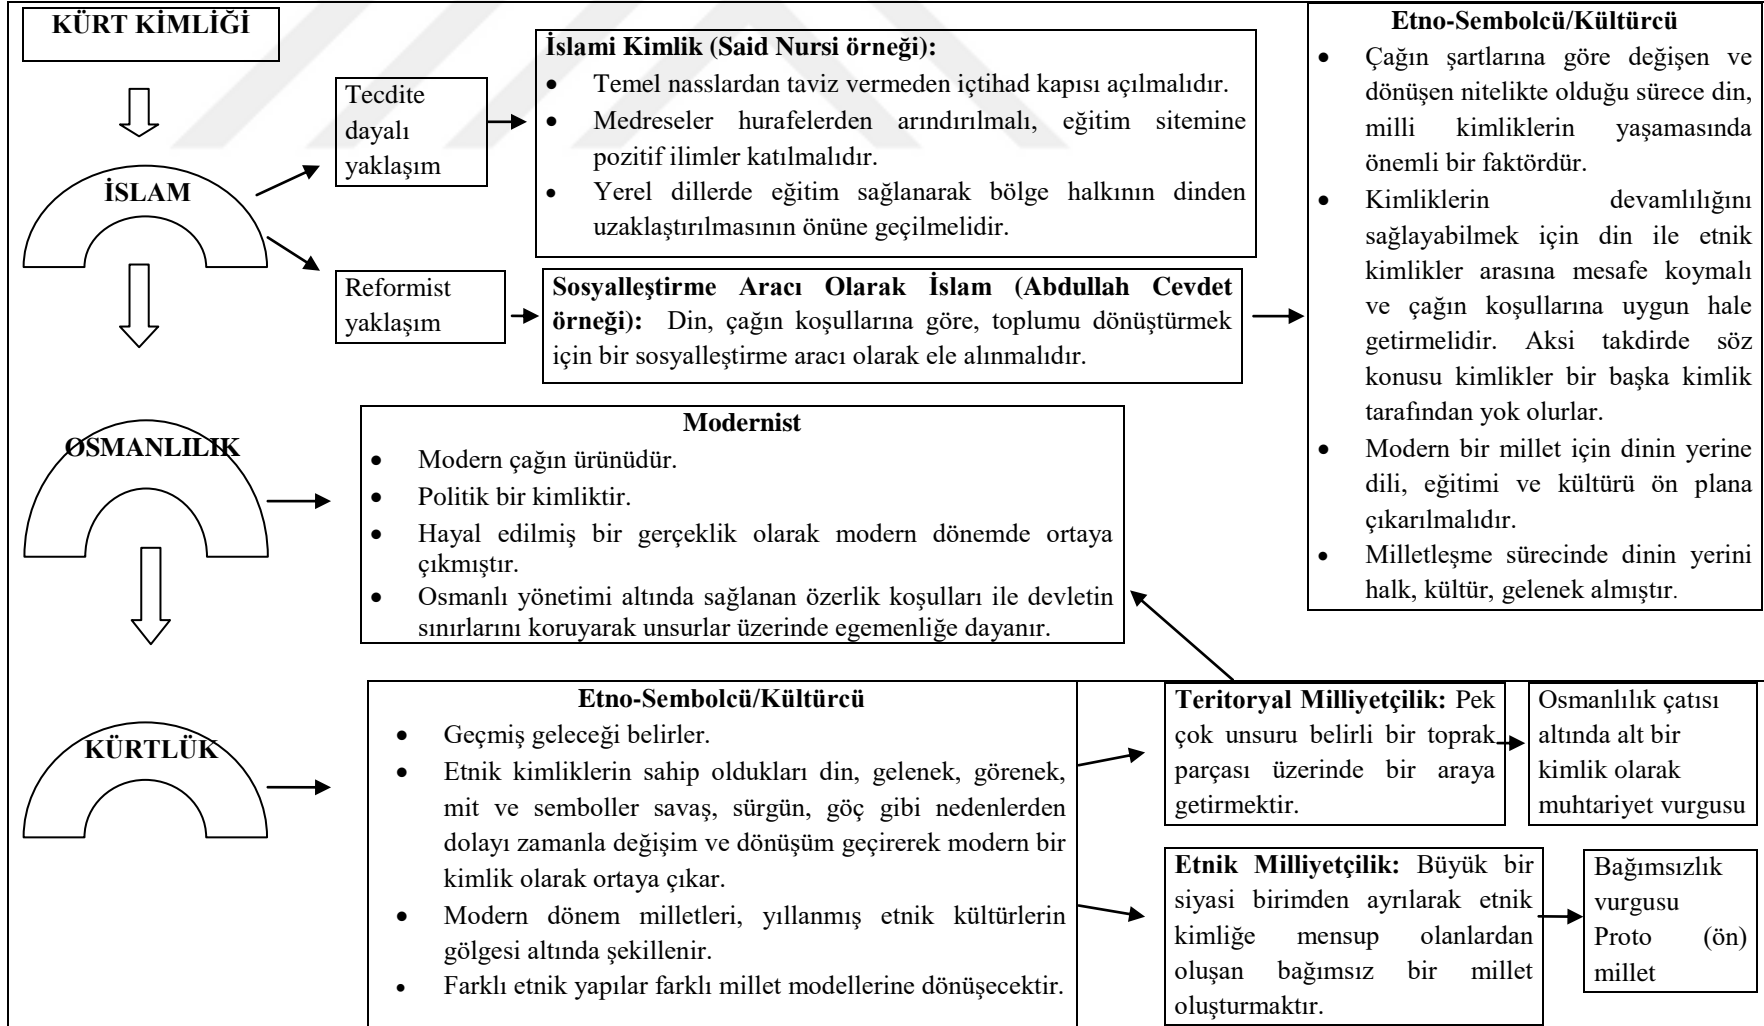 KÜRT KİMLİĞİ
İSLAM
Tecdite
dayalı
yaklaşım
İslami Kimlik (Said Nursi örneği):
• Temel nasslardan taviz vermeden içtihad kapısı açılmalıdır.
• Medreseler hurafelerden arındırılmalı, eğitim sitemine
pozitif ilimler katılmalıdır.
• Yerel dillerde eğitim sağlanarak bölge halkının dinden
uzaklaştırılmasının önüne geçilmelidir.
Reformist
yaklaşım
Sosyalleştirme Aracı Olarak İslam (Abdullah Cevdet
örneği): Din, çağın koşullarına göre, toplumu dönüştürmek
için bir sosyalleştirme aracı olarak ele alınmalıdır.
Etno-Sembolcü/Kültürcü
• Çağın şartlarına göre değişen ve
dönüşen nitelikte olduğu sürece din,
milli kimliklerin yaşamasında
önemli bir faktördür.
• Kimliklerin devamlılığını
sağlayabilmek için din ile etnik
kimlikler arasına mesafe koymalı
ve çağın koşullarına uygun hale
getirmelidir. Aksi takdirde söz
konusu kimlikler bir başka kimlik
tarafından yok olurlar.
• Modern bir millet için dinin yerine
dili, eğitimi ve kültürü ön plana
çıkarılmalıdır.
• Milletleşme sürecinde dinin yerini
halk, kültür, gelenek almıştır.
OSMANLILIK
Modernist
• Modern çağın ürünüdür.
• Politik bir kimliktir.
• Hayal edilmiş bir gerçeklik olarak modern dönemde ortaya
çıkmıştır.
• Osmanlı yönetimi altında sağlanan özerlik koşulları ile devletin
sınırlarını koruyarak unsurlar üzerinde egemenliğe dayanır.
KÜRTLÜK
Etno-Sembolcü/Kültürcü
• Geçmiş geleceği belirler.
• Etnik kimliklerin sahip oldukları din, gelenek, görenek,
mit ve semboller savaş, sürgün, göç gibi nedenlerden
dolayı zamanla değişim ve dönüşüm geçirerek modern bir
kimlik olarak ortaya çıkar.
• Modern dönem milletleri, yıllanmış etnik kültürlerin
gölgesi altında şekillenir.
• Farklı etnik yapılar farklı millet modellerine dönüşecektir.
Teritoryal Milliyetçilik: Pek
çok unsuru belirli bir toprak
parçası üzerinde bir araya
getirmektir.
Osmanlılık çatısı
altında alt bir
kimlik olarak
muhtariyet vurgusu
Etnik Milliyetçilik: Büyük bir
siyasi birimden ayrılarak etnik
kimliğe mensup olanlardan
oluşan bağımsız bir millet
oluşturmaktır.
Bağımsızlık
vurgusu
Proto (ön)
millet